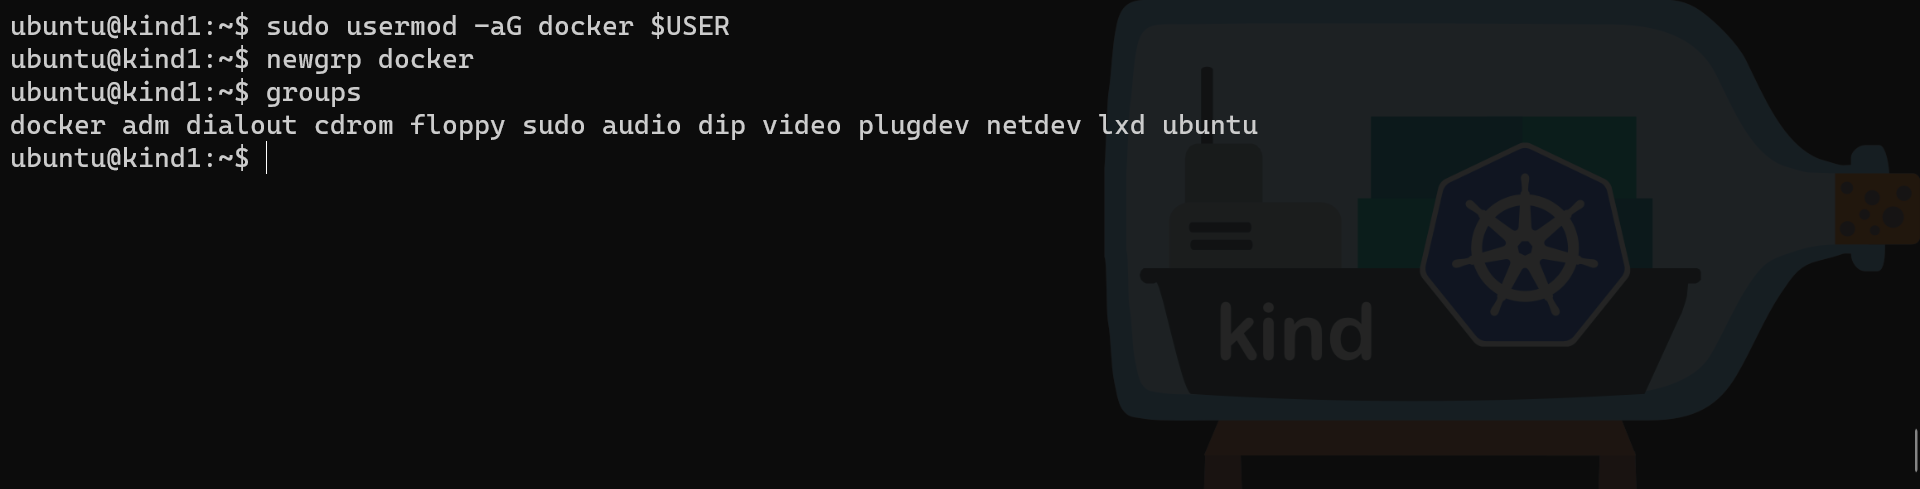 ubuntu@kind1:~$ sudo usermod -aG docker $USER
ubuntu@kind1:~$ newgrp docker
ubuntu@kind1:~$ groups
docker adm dialout cdrom floppy sudo audio dip video plugdev netdev lxd ubuntu
ubuntu@kind1:~$
kind